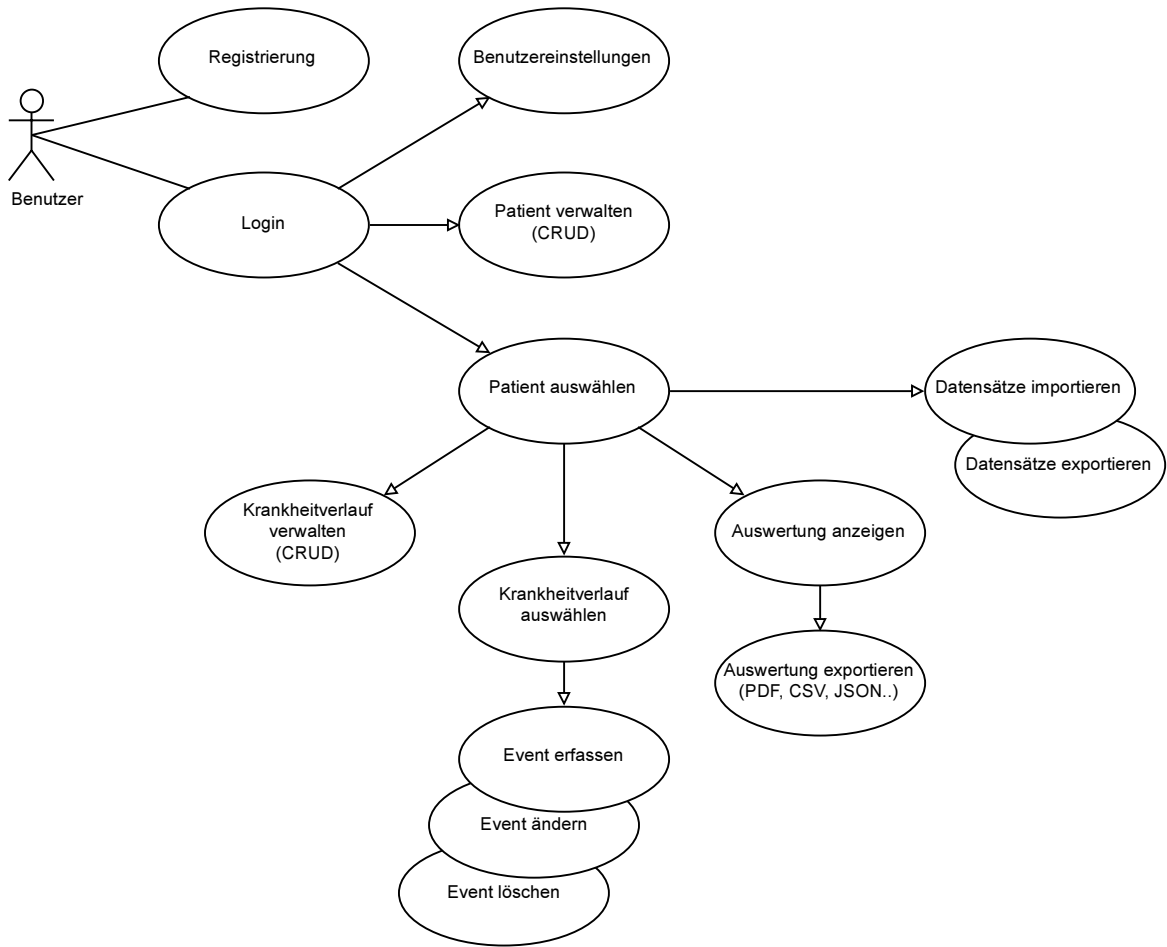 Registrierung
Benutzereinstellungen
Benutzer
Login
Patient verwalten
(CRUD)
Patient auswählen
Datensätze importieren
Datensätze exportieren
Krankheitverlauf
verwalten
(CRUD)
Auswertung anzeigen
Krankheitverlauf
auswählen
Auswertung exportieren
(PDF, CSV, JSON..)
Event erfassen
Event ändern
Event löschen